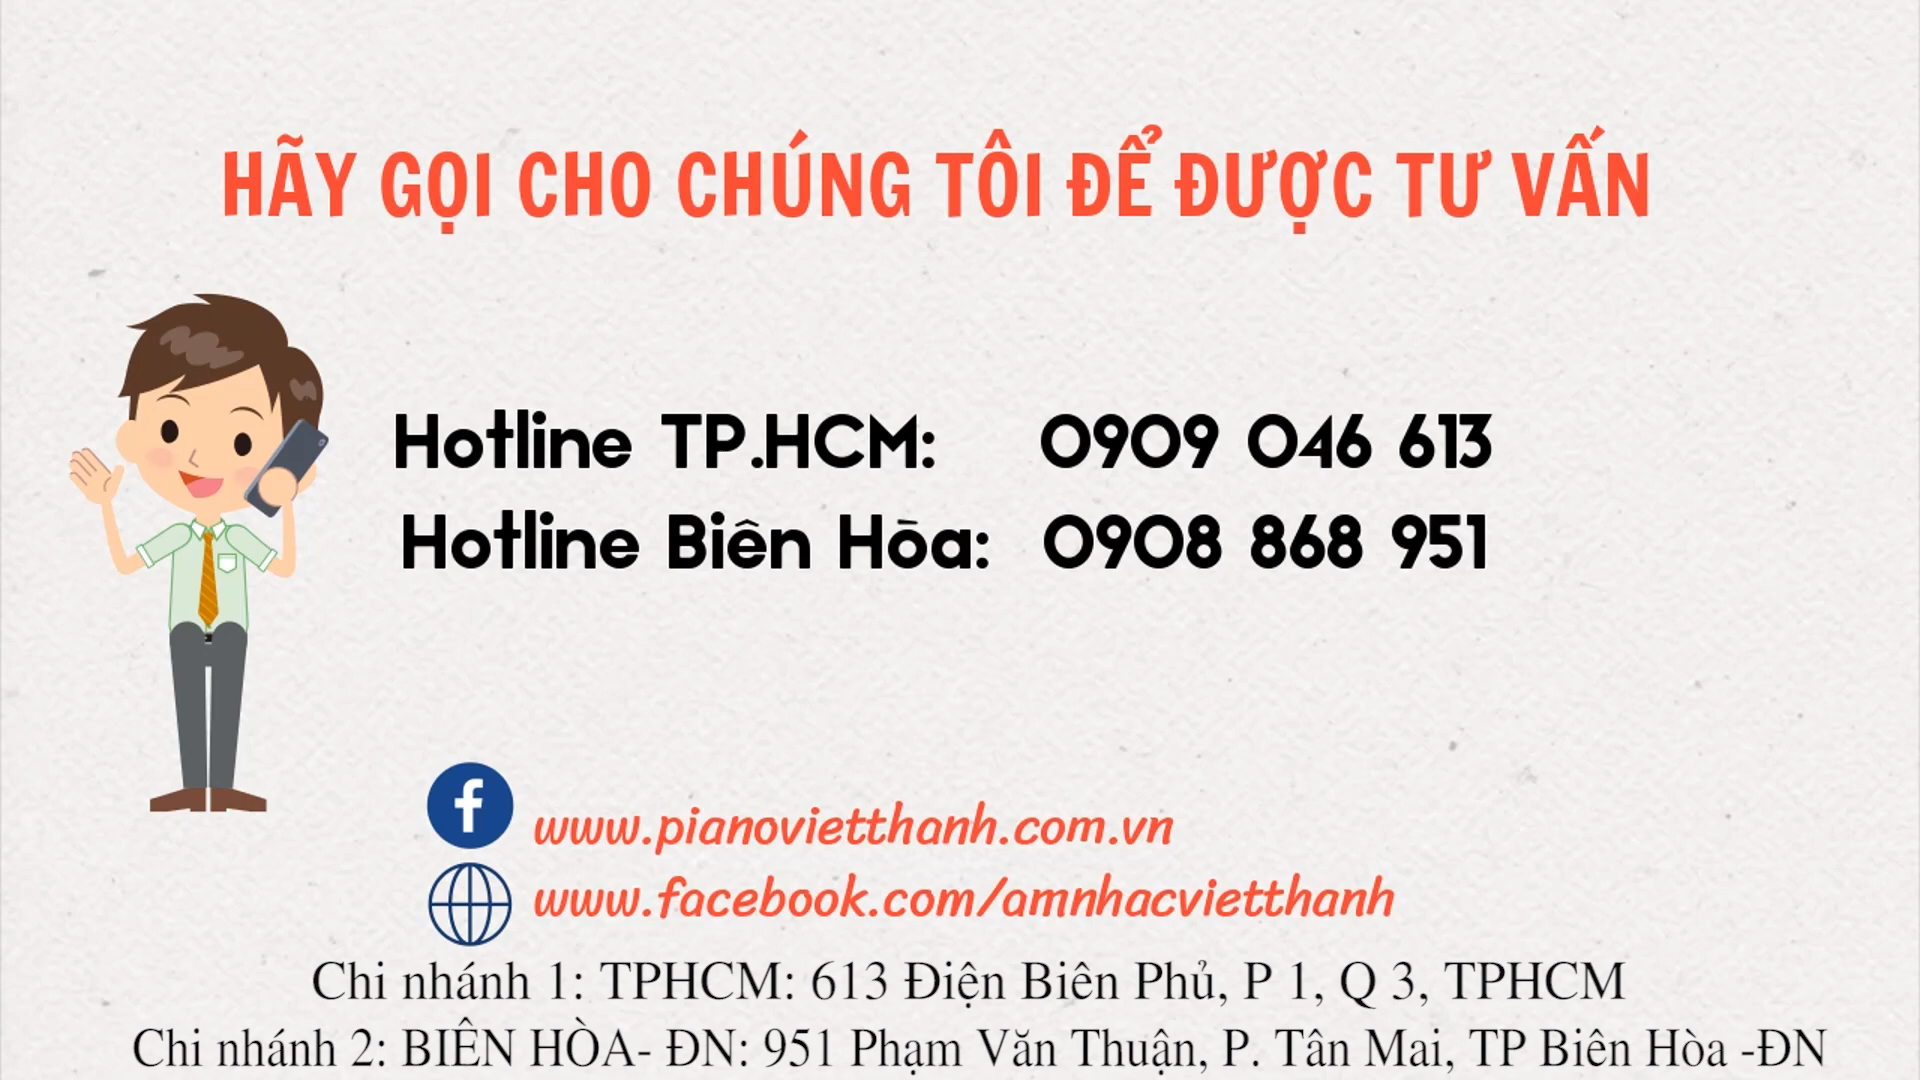 HÃY GỌI CHO CHÚNG TÔI ĐỂ ĐƯỢC TƯ VẤN
Hotline TP.HCM: 0909 046 613
Hotline Biên Hòa: 0908 868 951
www.pianovietthanh.com.vn
www.facebook.com/amnhacvietthanh
Chi nhánh 1: TPHCM: 613 Điện Biên Phủ, P 1, Q 3, TPHCM
Chi nhánh 2: BIÊN HÒA- ĐN: 951 Phạm Văn Thuận, P. Tân Mai, TP Biên Hòa -ĐN